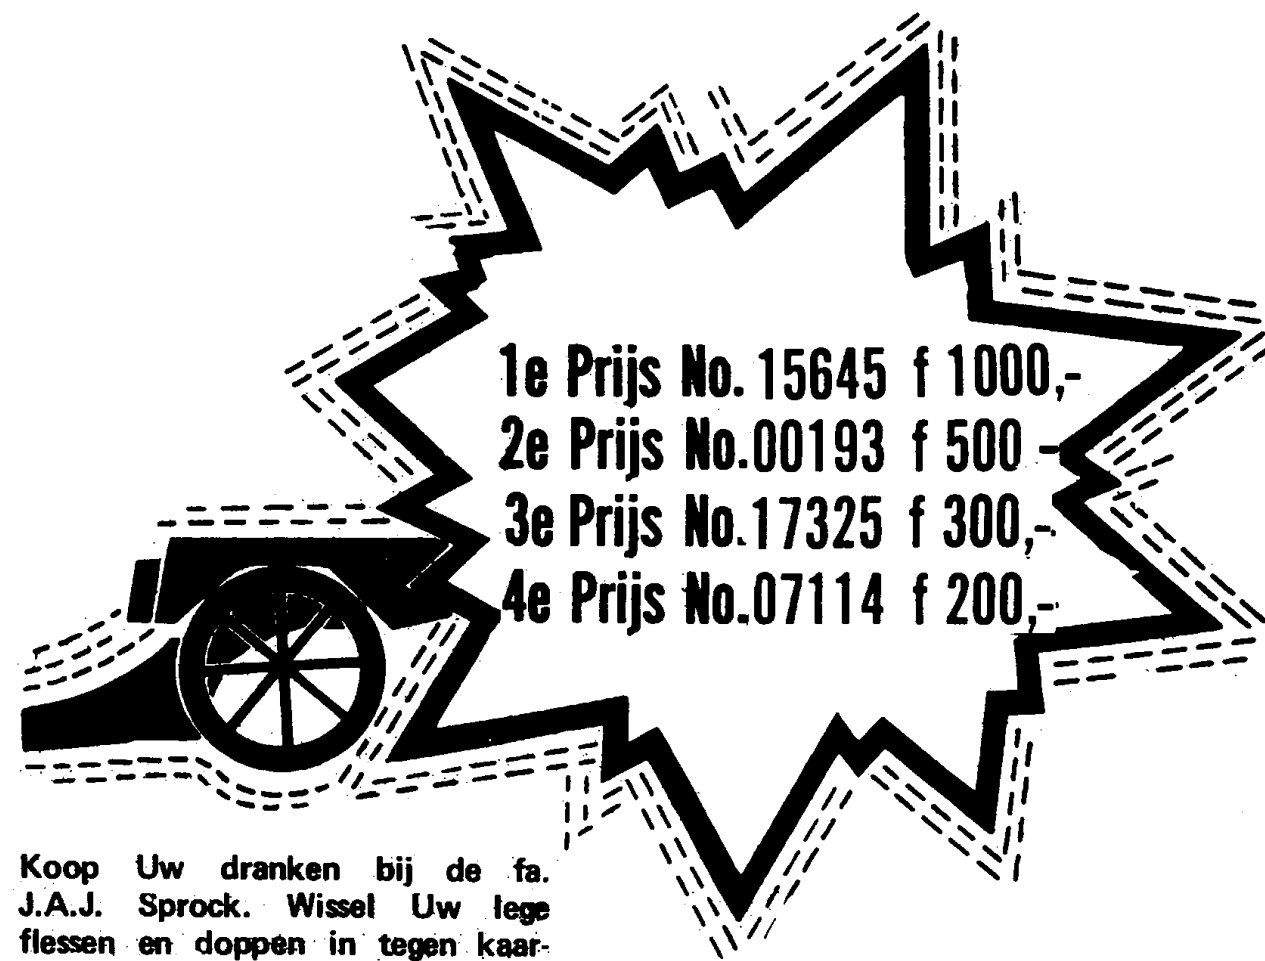 1e Prijs No. 15645 f 1000,-
2e Prijs No. 00193 f 500 -
3e Prijs No. 17325 f 300,-
4e Prijs No. 07114 f 200,-
Koop Uw dranken bij de fa.
J.A.J. Sprock. Wissel Uw lege
flessen en doppen in tegen kaar-